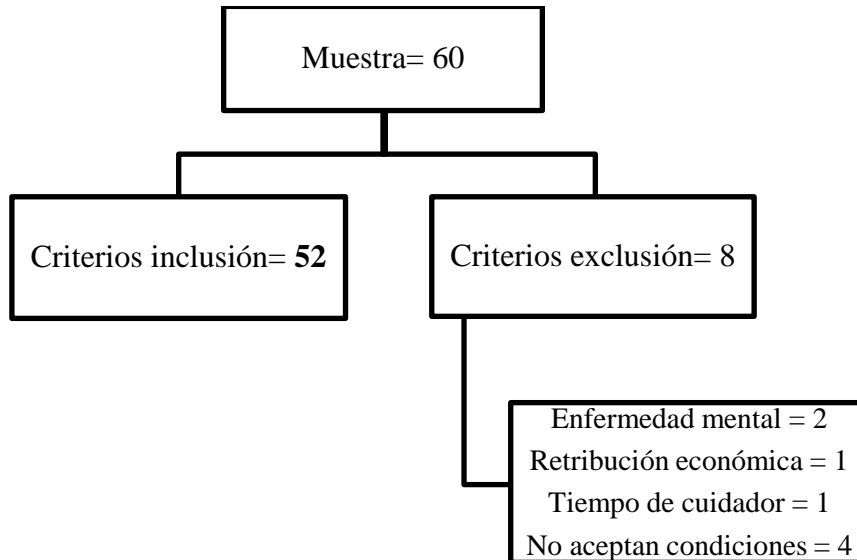 Muestra= 60
Criterios inclusión= 52
Criterios exclusión= 8
Enfermedad mental = 2
Retribución económica = 1
Tiempo de cuidador = 1
No aceptan condiciones = 4